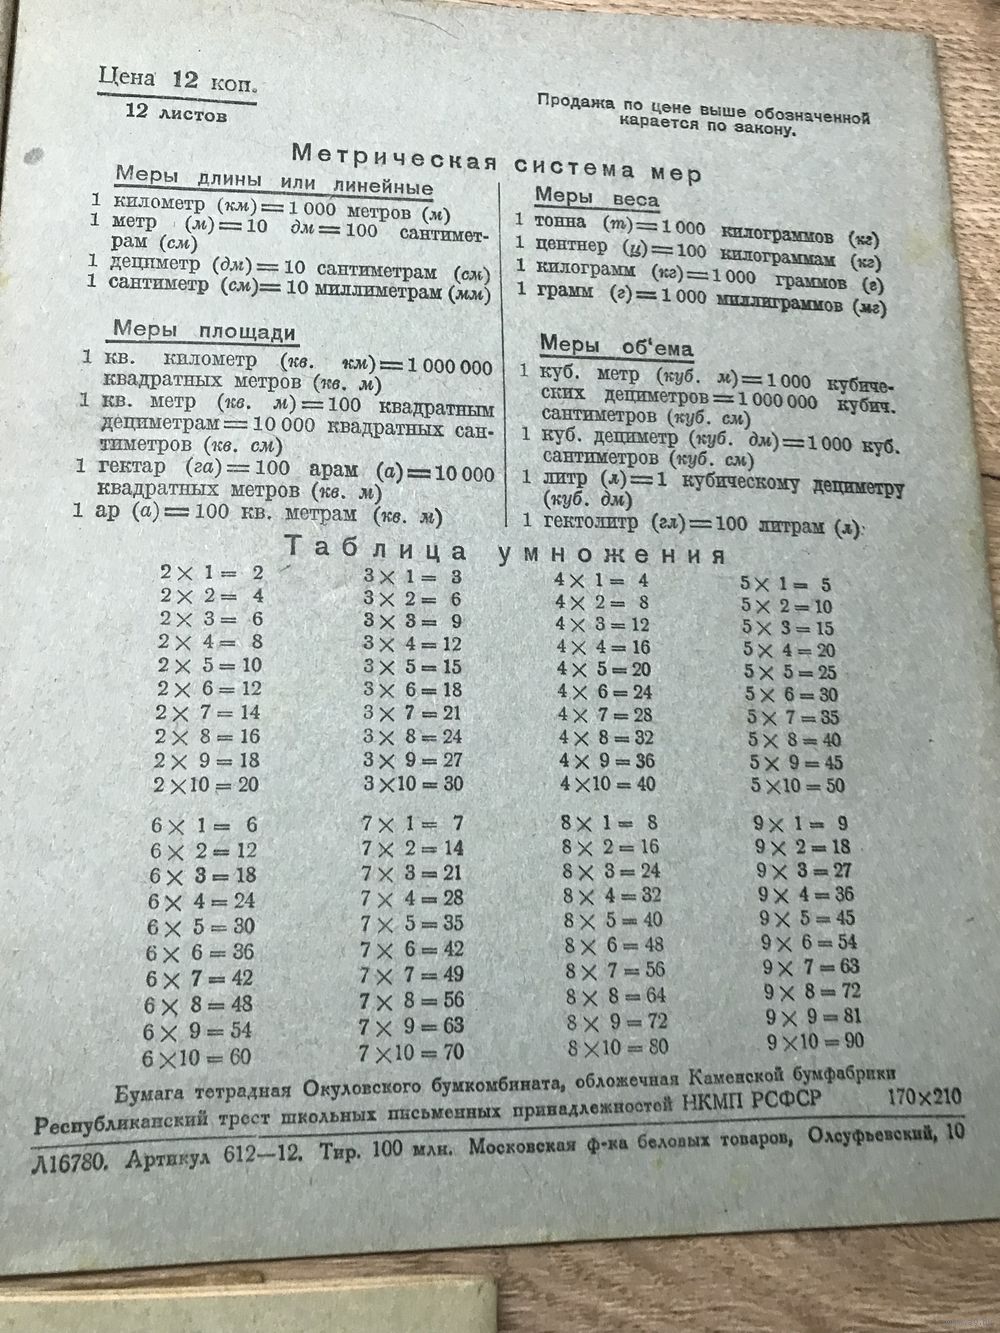 Цена 12 коп.
12 листов
Продажа по цене выше обозначенной
карается по закону.
Метрическая система мер
Меры длины или линейные
1 километр (км)=1 000 метров (м)
1 метр (м)=10 дм=100 сантимет-
рам (см)
1 дециметр (дм)=10 сантиметрам (см)
1 сантиметр (см)=10 миллиметрам (мм)
Меры площади
1 кв. километр (кв. км)=1 000 000
квадратных метров (кв. м)
1 кв. метр (кв. м)=100 квадратным
дециметрам=10 000 квадратных сан-
тиметров (кв. см)
1 гектар (га)=100 арам (а)=10 000
квадратных метров (кв. м)
1 ар (а)=100 кв. метрам (кв. м)
Меры веса
1 тонна (т)=1 000 килограммов (кг)
1 центнер (ц)=100 килограммам (кг)
1 килограмм (кг)=1 000 граммов (г)
1 грамм (г)=1 000 миллиграммов (мг)
Меры об‘ема
1 куб. метр (куб. м)=1 000 кубиче-
ских дециметров=1 000 000 кубич.
сантиметров (куб. см)
1 куб. дециметр (куб. дм)=1 000 куб.
сантиметров (куб. см)
1 литр (л)=1 кубическому дециметру
(куб. дм)
1 гектолитр (гл)=100 литрам (л).
Таблица умножения
2 × 1 = 2 3 × 1 = 3 4 × 1 = 4 5 × 1 = 5
2 × 2 = 4 3 × 2 = 6 4 × 2 = 8 5 × 2 = 10
2 × 3 = 6 3 × 3 = 9 4 × 3 = 12 5 × 3 = 15
2 × 4 = 8 3 × 4 = 12 4 × 4 = 16 5 × 4 = 20
2 × 5 = 10 3 × 5 = 15 4 × 5 = 20 5 × 5 = 25
2 × 6 = 12 3 × 6 = 18 4 × 6 = 24 5 × 6 = 30
2 × 7 = 14 3 × 7 = 21 4 × 7 = 28 5 × 7 = 35
2 × 8 = 16 3 × 8 = 24 4 × 8 = 32 5 × 8 = 40
2 × 9 = 18 3 × 9 = 27 4 × 9 = 36 5 × 9 = 45
2 ×10 = 20 3 ×10 = 30 4 ×10 = 40 5 ×10 = 50
6 × 1 = 6 7 × 1 = 7 8 × 1 = 8 9 × 1 = 9
6 × 2 = 12 7 × 2 = 14 8 × 2 = 16 9 × 2 = 18
6 × 3 = 18 7 × 3 = 21 8 × 3 = 24 9 × 3 = 27
6 × 4 = 24 7 × 4 = 28 8 × 4 = 32 9 × 4 = 36
6 × 5 = 30 7 × 5 = 35 8 × 5 = 40 9 × 5 = 45
6 × 6 = 36 7 × 6 = 42 8 × 6 = 48 9 × 6 = 54
6 × 7 = 42 7 × 7 = 49 8 × 7 = 56 9 × 7 = 63
6 × 8 = 48 7 × 8 = 56 8 × 8 = 64 9 × 8 = 72
6 × 9 = 54 7 × 9 = 63 8 × 9 = 72 9 × 9 = 81
6 ×10 = 60 7 ×10 = 70 8 ×10 = 80 9 ×10 = 90
Бумага тетрадная Окуловского бумкомбината, обложечная Каменской бумфабрики
Республиканский трест школьных письменных принадлежностей НКМП РСФСР 170×210
Л16780. Артикул 612—12. Тир. 100 млн. Московская ф-ка беловых товаров, Олсуфьевский, 10